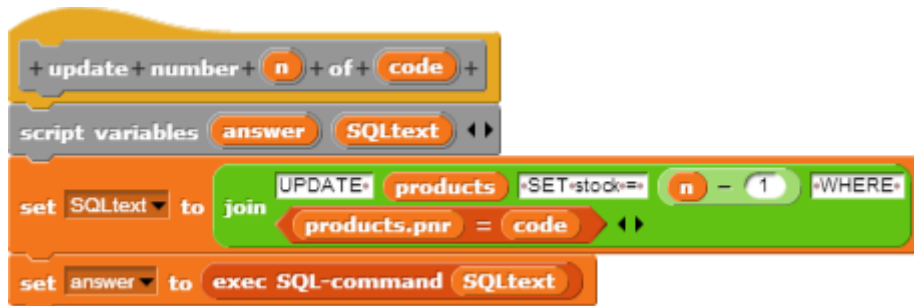 + update + number + n + of + code +
script variables answer SQLtext
UPDATE products SET stock = n - 1 WHERE
set SQLtext to join
products.pnr = code
set answer to exec SQL-command SQLtext